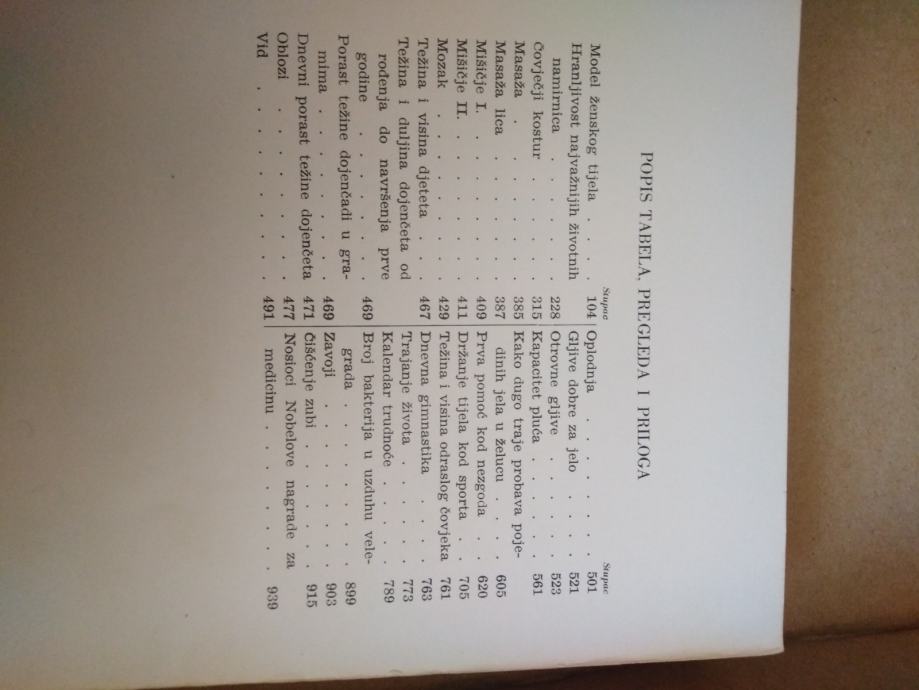 POPIS TABELA, PREGLEDA I PRILOGA
Stupac
Model ženskog tijela . . . . 104
Hranljivost najvažnijih životnih
namirnica . . . . . . . 228
Čovječji kostur . . . . . . 315
Masaža . . . . . . . . 385
Masaža lica . . . . . . . 387
Mišičje I. . . . . . . . 409
Mišičje II. . . . . . . . 411
Mozak . . . . . . . . 429
Težina i visina djeteta . . . 467
Težina i duljina dojenčeta od
rođenja do navršenja prve
godine . . . . . . . 469
Porast težine dojenčadi u gra-
mima . . . . . . . . 469
Dnevni porast težine dojenčeta 471
Oblozi . . . . . . . . 477
Vid . . . . . . . . . 491
Stupac
Oplodnja . . . . . . . 501
Gljive dobre za jelo . . . . 521
Otrovne gljive . . . . . . 523
Kapacitet pluća . . . . . . 561
Kako dugo traje probava poje-
dinih jela u želucu . . . . 605
Prva pomoć kod nezgoda . . 620
Držanje tijela kod sporta . . 705
Težina i visina odraslog čovjeka 761
Dnevna gimnastika . . . . 763
Trajanje života . . . . . . 773
Kalendar trudnoće . . . . . 789
Broj bakterija u uzduhu vele-
grada . . . . . . . . 899
Zavoji . . . . . . . . 903
Čišćenje zubi . . . . . . 915
Nosioci Nobelove nagrade za
medicinu . . . . . . . 939